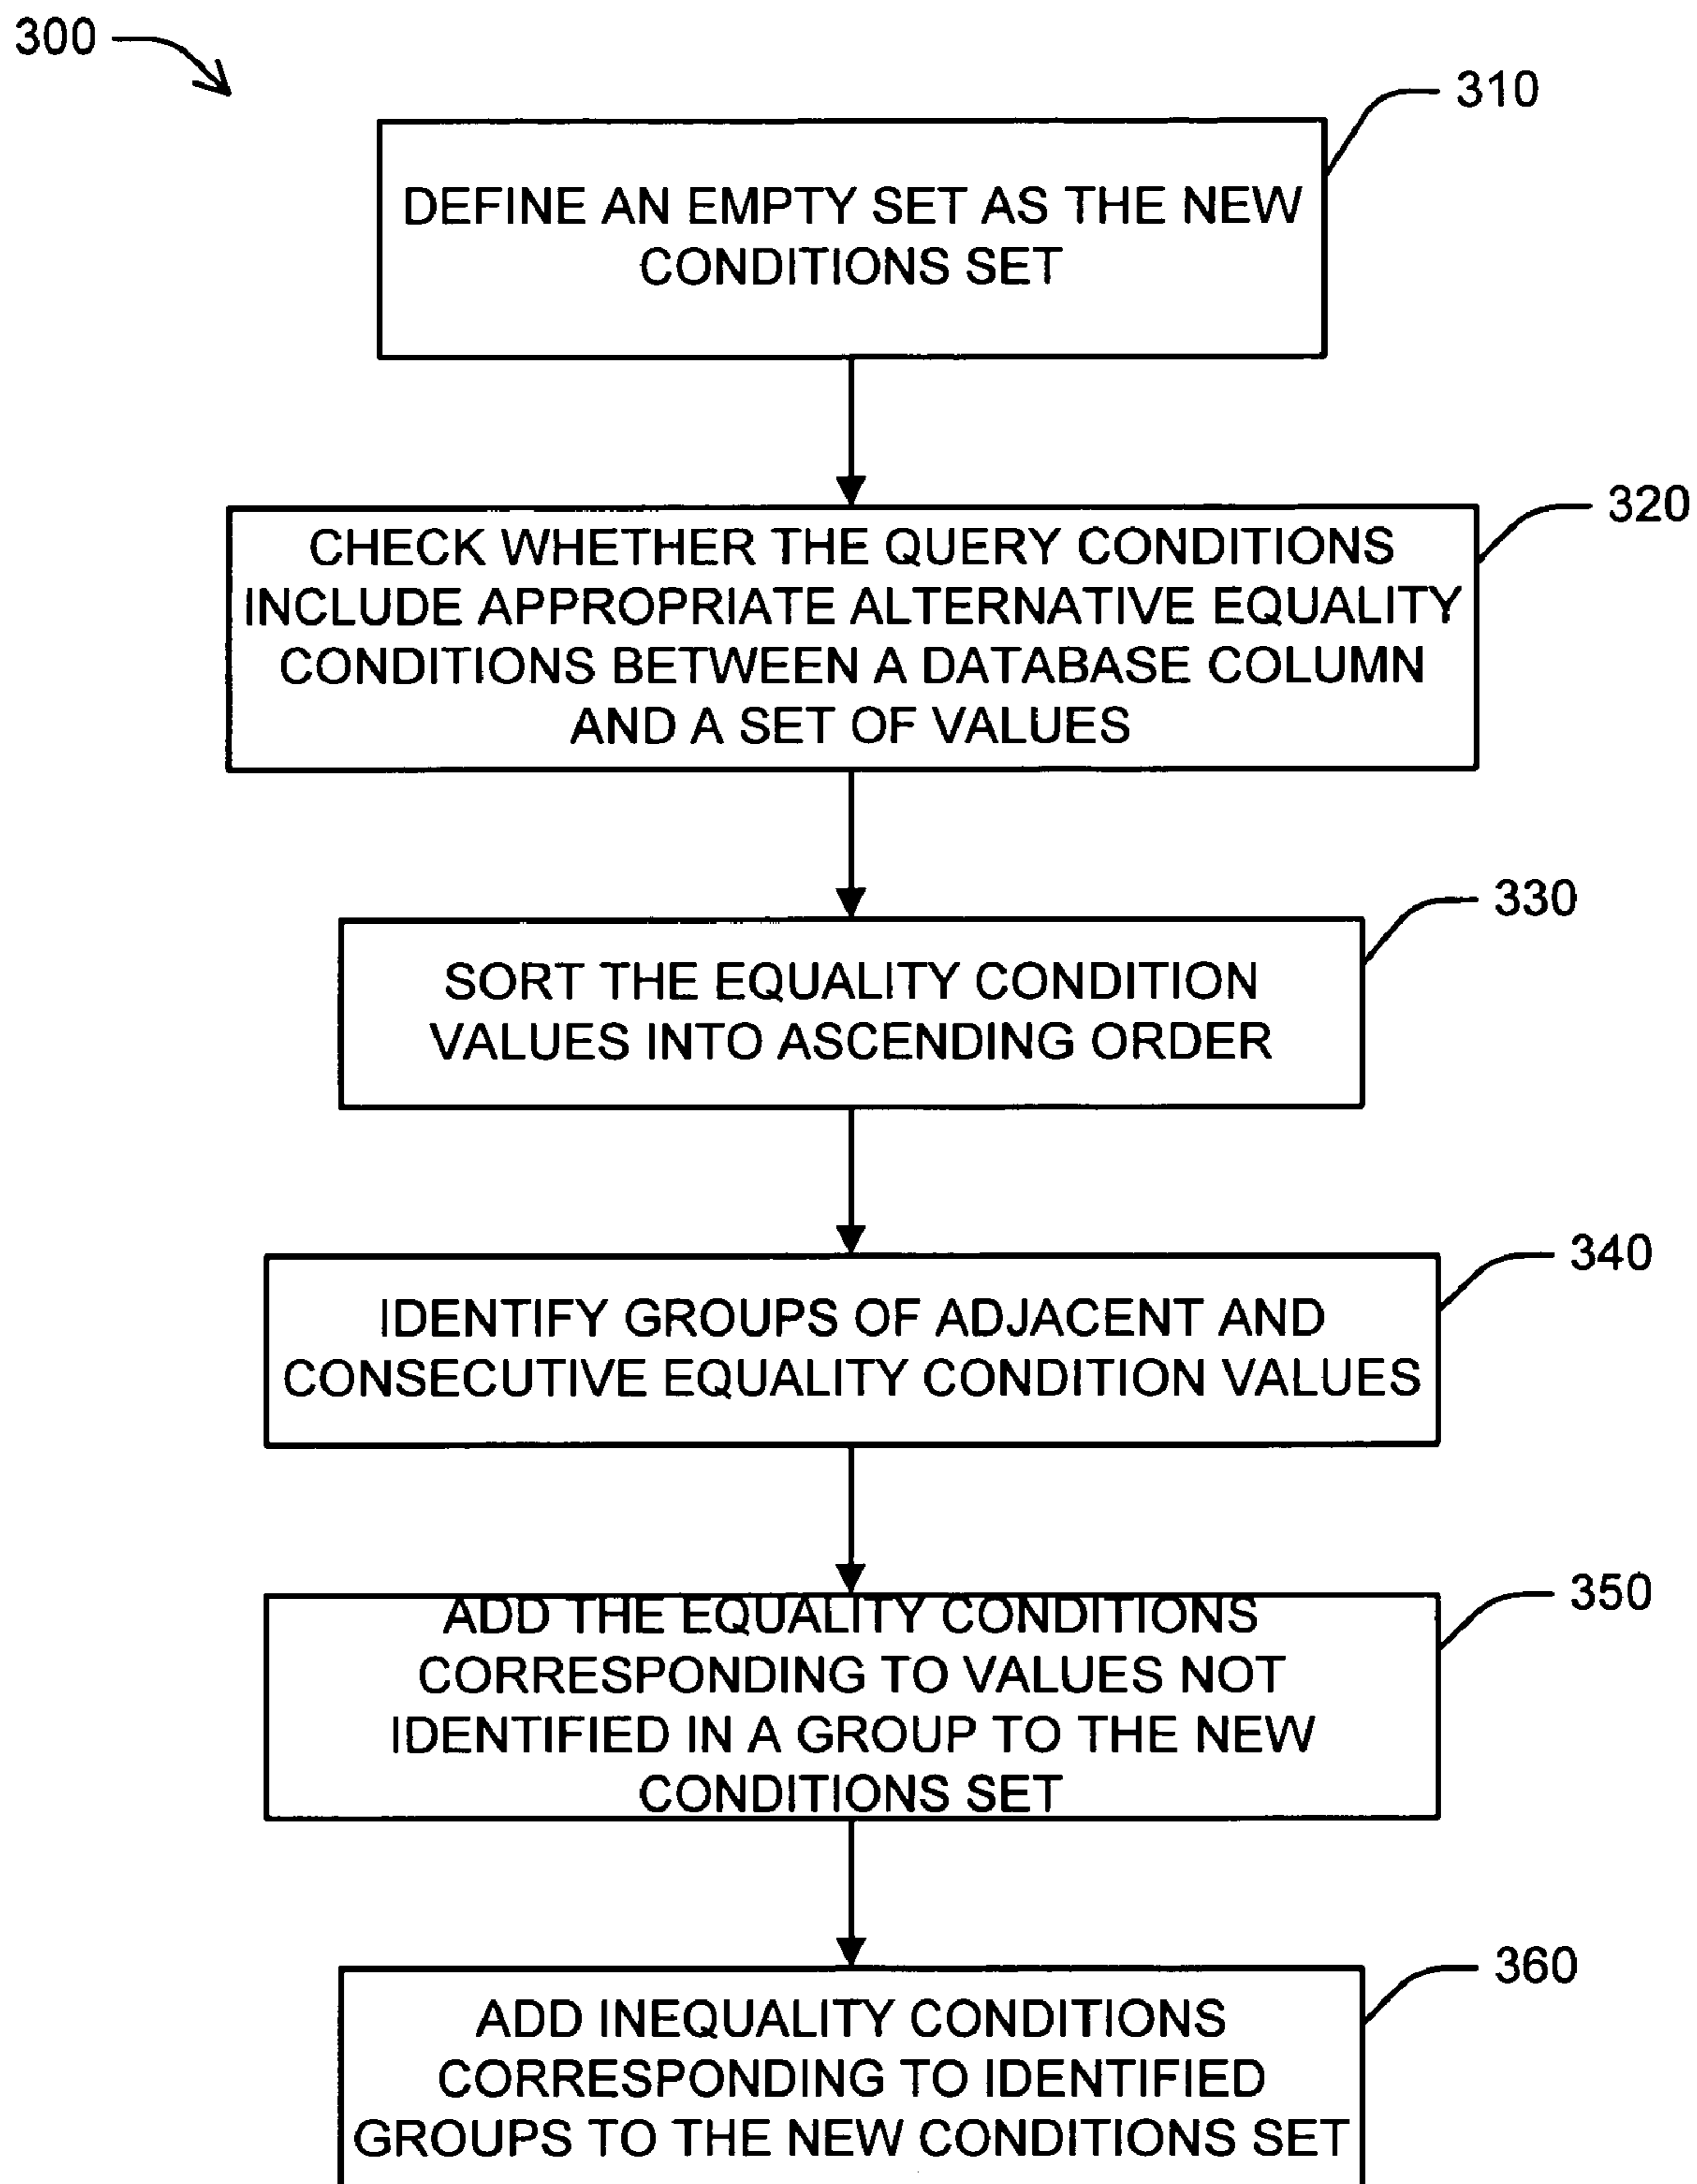 300
310
DEFINE AN EMPTY SET AS THE NEW
CONDITIONS SET
320
CHECK WHETHER THE QUERY CONDITIONS
INCLUDE APPROPRIATE ALTERNATIVE EQUALITY
CONDITIONS BETWEEN A DATABASE COLUMN
AND A SET OF VALUES
330
SORT THE EQUALITY CONDITION
VALUES INTO ASCENDING ORDER
340
IDENTIFY GROUPS OF ADJACENT AND
CONSECUTIVE EQUALITY CONDITION VALUES
350
ADD THE EQUALITY CONDITIONS
CORRESPONDING TO VALUES NOT
IDENTIFIED IN A GROUP TO THE NEW
CONDITIONS SET
360
ADD INEQUALITY CONDITIONS
CORRESPONDING TO IDENTIFIED
GROUPS TO THE NEW CONDITIONS SET